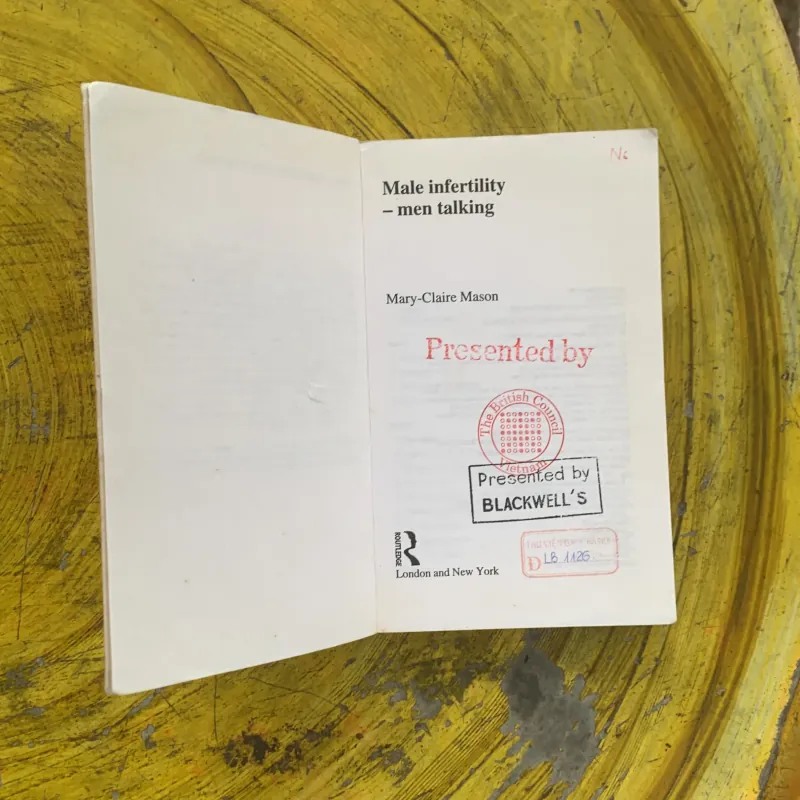 Male infertility
– men talking
Mary-Claire Mason
Presented by
The British Council
Vietnam
Presented by
BLACKWELL'S
ROUTLEDGE
London and New York
Đ
LB 1126